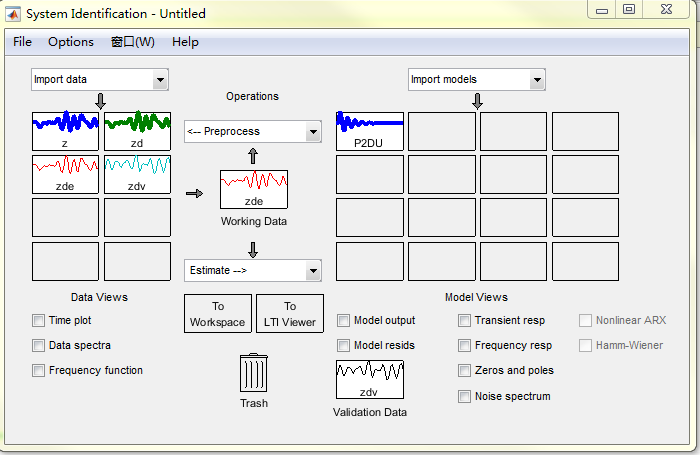 System Identification - Untitled
File Options 窗口(W) Help
Import data
Import models
Operations
z
zd
<-- Preprocess
P2DU
zde
zdv
zde
Working Data
Estimate -->
Data Views
Model Views
To Workspace
To LTI Viewer
Time plot
Data spectra
Frequency function
Model output
Model resids
Transient resp
Frequency resp
Zeros and poles
Noise spectrum
Nonlinear ARX
Hamm-Wiener
zdv
Trash
Validation Data